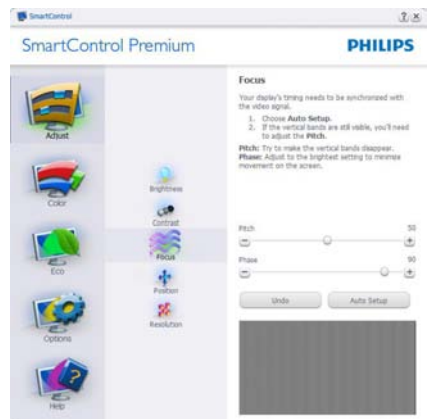 SmartControl
SmartControl Premium
PHILIPS
Adjust
Color
Eco
Options
Help
Brightness
Contrast
Focus
Position
Resolution
Focus
Your display's timing needs to be synchronized with
the video signal.
1. Choose Auto Setup.
2. If the vertical bands are still visible, you'll need
to adjust the Pitch.
Pitch: Try to make the vertical bands disappear.
Phase: Adjust to the brightest setting to minimize
movement on the screen.
Pitch 50
Phase 90
Undo Auto Setup